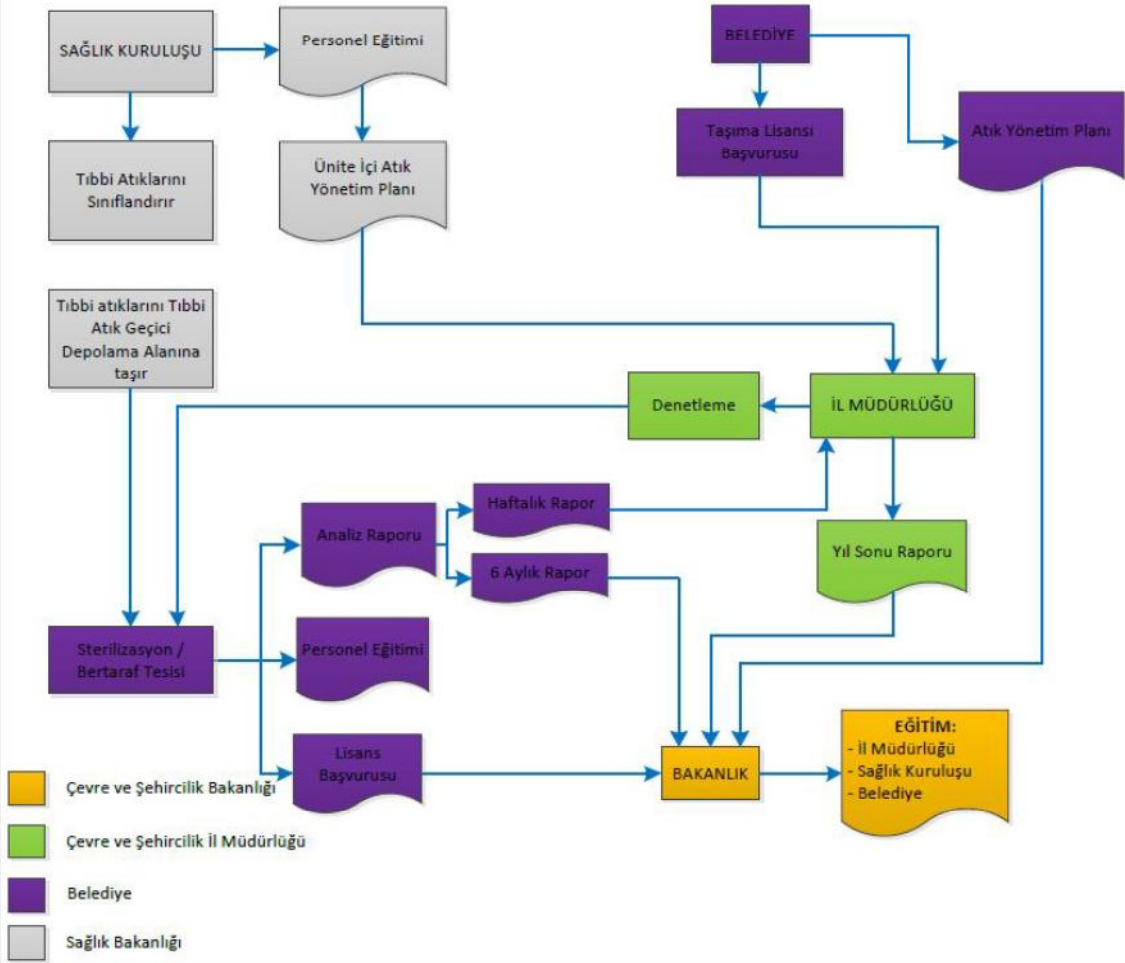 SAĞLIK KURULUŞU
Personel Eğitimi
BELEDİYE
Taşıma Lisansı
Başvurusu
Atık Yönetim Planı
Tıbbi Atıklarını
Sınıflandırır
Ünite İçi Atık
Yönetim Planı
Tıbbi atıklarını Tıbbi
Atık Geçici
Depolama Alanına
taşır
Denetleme
İL MÜDÜRLÜĞÜ
Analiz Raporu
Haftalık Rapor
6 Aylık Rapor
Yıl Sonu Raporu
Sterilizasyon /
Bertaraf Tesisi
Personel Eğitimi
Lisans
Başvurusu
BAKANLIK
EĞİTİM:
- İl Müdürlüğü
- Sağlık Kuruluşu
- Belediye
Çevre ve Şehircilik Bakanlığı
Çevre ve Şehircilik İl Müdürlüğü
Belediye
Sağlık Bakanlığı